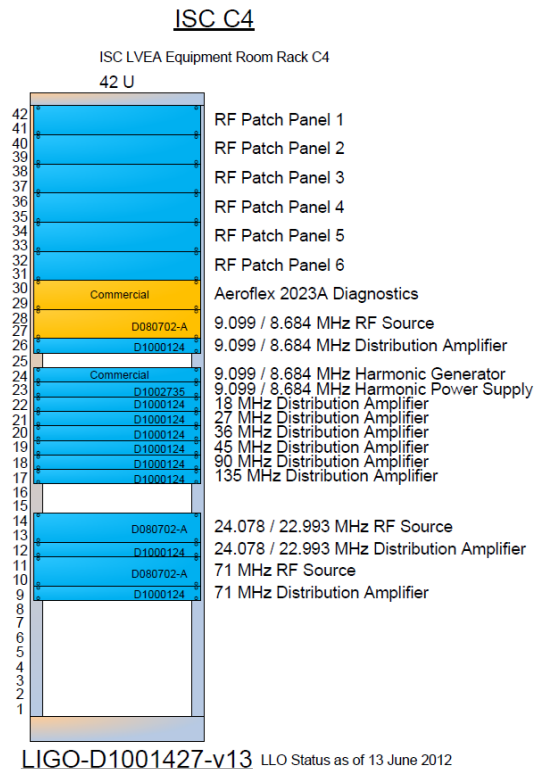 ISC C4
ISC LVEA Equipment Room Rack C4
42 U
42 RF Patch Panel 1
41
40 RF Patch Panel 2
39
38 RF Patch Panel 3
37
36 RF Patch Panel 4
35
34 RF Patch Panel 5
33
32 RF Patch Panel 6
31
30 Commercial Aeroflex 2023A Diagnostics
29
28 9.099 / 8.684 MHz RF Source
27 D080702-A
26 D1000124 9.099 / 8.684 MHz Distribution Amplifier
25
24 Commercial 9.099 / 8.684 MHz Harmonic Generator
23 D1002735 9.099 / 8.684 MHz Harmonic Power Supply
22 D1000124 18 MHz Distribution Amplifier
21 D1000124 27 MHz Distribution Amplifier
20 D1000124 36 MHz Distribution Amplifier
19 D1000124 45 MHz Distribution Amplifier
18 D1000124 90 MHz Distribution Amplifier
17 D1000124 135 MHz Distribution Amplifier
16
15
14 D080702-A 24.078 / 22.993 MHz RF Source
13
12 D1000124 24.078 / 22.993 MHz Distribution Amplifier
11 D080702-A 71 MHz RF Source
10
9 D1000124 71 MHz Distribution Amplifier
8
7
6
5
4
3
2
1
LIGO-D1001427-v13 LLO Status as of 13 June 2012